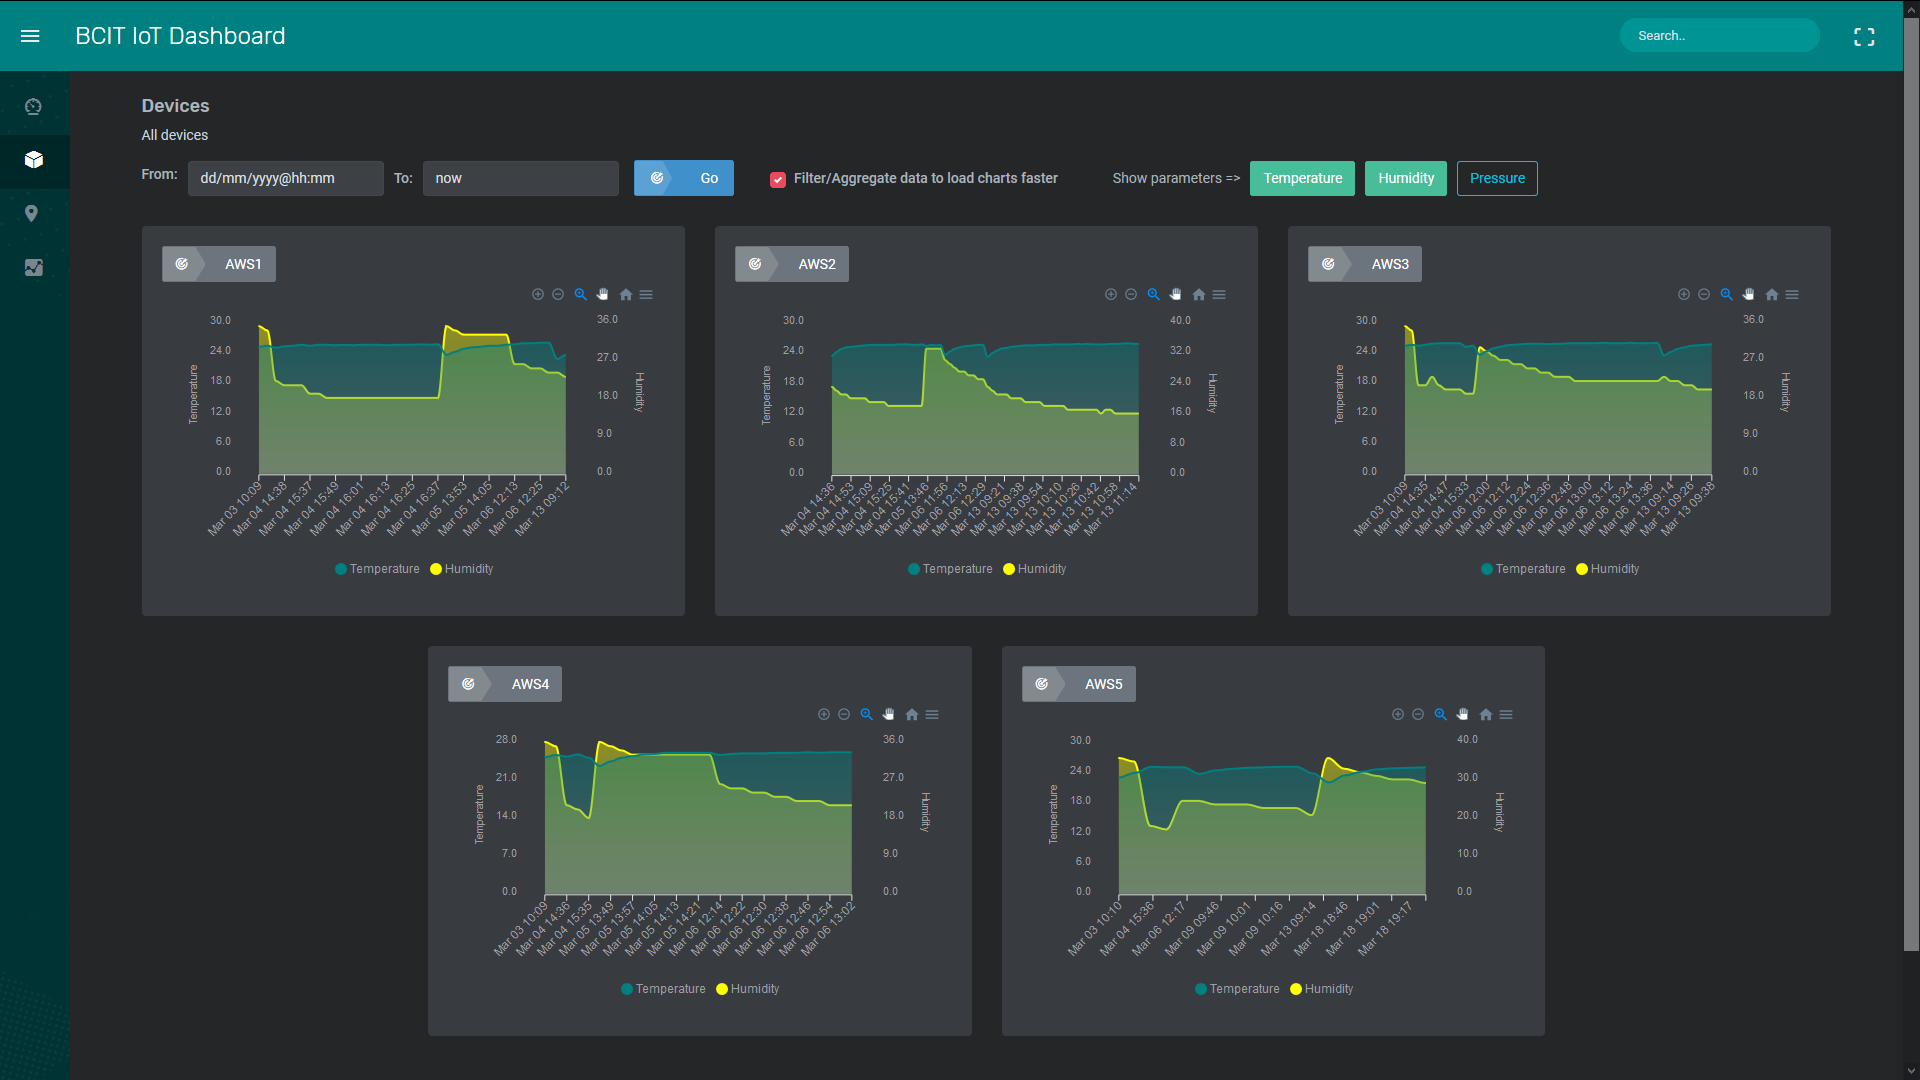 BCIT IoT Dashboard
Search..
Devices
All devices
From: dd/mm/yyyy@hh:mm To: now Go Filter/Aggregate data to load charts faster Show parameters => Temperature Humidity Pressure
AWS1
30.0
24.0
18.0
12.0
6.0
0.0
Temperature
36.0
27.0
18.0
9.0
0.0
Humidity
Mar 03 10:09
Mar 04 14:38
Mar 04 15:37
Mar 04 15:49
Mar 04 16:01
Mar 04 16:13
Mar 04 16:25
Mar 04 16:37
Mar 05 13:53
Mar 05 14:05
Mar 06 12:13
Mar 06 12:25
Mar 13 09:12
Temperature Humidity
AWS2
30.0
24.0
18.0
12.0
6.0
0.0
Temperature
40.0
32.0
24.0
16.0
8.0
0.0
Humidity
Mar 04 14:36
Mar 04 14:53
Mar 04 15:09
Mar 04 15:25
Mar 04 15:41
Mar 05 13:46
Mar 06 11:56
Mar 06 12:13
Mar 06 12:29
Mar 13 09:21
Mar 13 09:38
Mar 13 09:54
Mar 13 10:10
Mar 13 10:26
Mar 13 10:42
Mar 13 10:58
Mar 13 11:14
Temperature Humidity
AWS3
30.0
24.0
18.0
12.0
6.0
0.0
Temperature
36.0
27.0
18.0
9.0
0.0
Humidity
Mar 03 10:09
Mar 04 14:35
Mar 04 14:47
Mar 04 15:33
Mar 06 12:00
Mar 06 12:12
Mar 06 12:24
Mar 06 12:36
Mar 06 12:48
Mar 06 13:00
Mar 06 13:12
Mar 06 13:24
Mar 06 13:36
Mar 13 09:14
Mar 13 09:26
Mar 13 09:38
Temperature Humidity
AWS4
28.0
21.0
14.0
7.0
0.0
Temperature
36.0
27.0
18.0
9.0
0.0
Humidity
Mar 03 10:09
Mar 04 14:36
Mar 04 15:35
Mar 05 13:49
Mar 05 13:57
Mar 05 14:05
Mar 05 14:13
Mar 05 14:21
Mar 06 12:14
Mar 06 12:22
Mar 06 12:30
Mar 06 12:38
Mar 06 12:46
Mar 06 12:54
Mar 06 13:02
Temperature Humidity
AWS5
30.0
24.0
18.0
12.0
6.0
0.0
Temperature
40.0
30.0
20.0
10.0
0.0
Humidity
Mar 03 10:10
Mar 04 15:36
Mar 06 12:17
Mar 09 09:46
Mar 09 10:01
Mar 09 10:16
Mar 13 09:14
Mar 18 18:46
Mar 18 19:01
Mar 18 19:17
Temperature Humidity